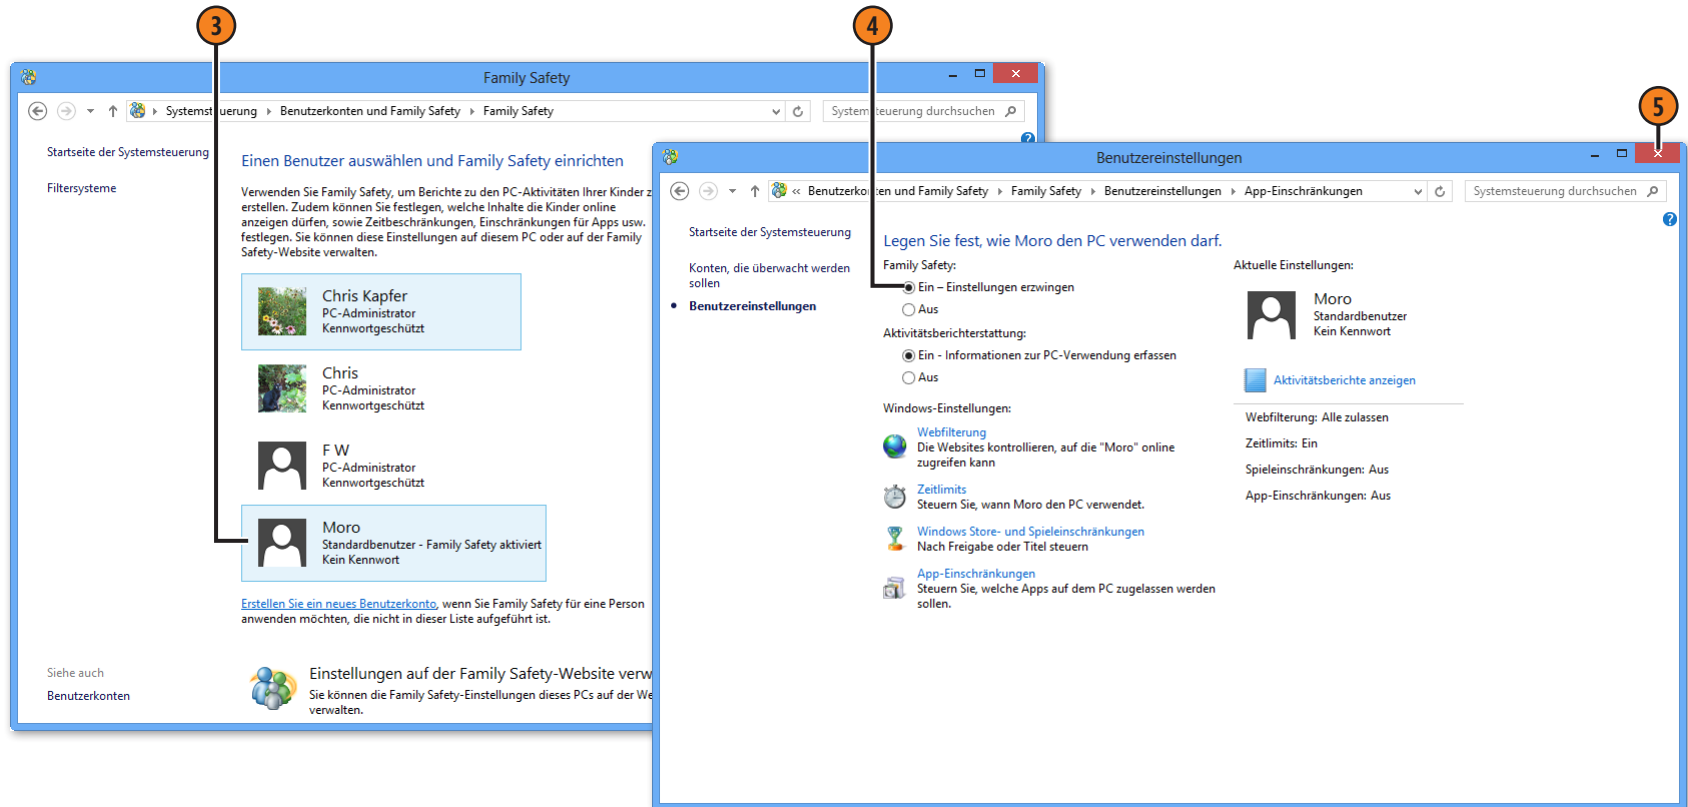 3
4
5
Family Safety
Systemsteuerung
Benutzerkonten und Family Safety
Family Safety
Systemsteuerung durchsuchen
Startseite der Systemsteuerung
Filtersysteme
Einen Benutzer auswählen und Family Safety einrichten
Verwenden Sie Family Safety, um Berichte zu den PC-Aktivitäten Ihrer Kinder z
erstellen. Zudem können Sie festlegen, welche Inhalte die Kinder online
anzeigen dürfen, sowie Zeitbeschränkungen, Einschränkungen für Apps usw.
festlegen. Sie können diese Einstellungen auf diesem PC oder auf der Family
Safety-Website verwalten.
Chris Kapfer
PC-Administrator
Kennwortgeschützt
Chris
PC-Administrator
Kennwortgeschützt
F W
PC-Administrator
Kennwortgeschützt
Moro
Standardbenutzer - Family Safety aktiviert
Kein Kennwort
Erstellen Sie ein neues Benutzerkonto, wenn Sie Family Safety für eine Person
anwenden möchten, die nicht in dieser Liste aufgeführt ist.
Siehe auch
Benutzerkonten
Einstellungen auf der Family Safety-Website verw
Sie können die Family Safety-Einstellungen dieses PCs auf der We
verwalten.
Benutzereinstellungen
« Benutzerkonten und Family Safety
Family Safety
Benutzereinstellungen
App-Einschränkungen
Systemsteuerung durchsuchen
Startseite der Systemsteuerung
Konten, die überwacht werden
sollen
• Benutzereinstellungen
Legen Sie fest, wie Moro den PC verwenden darf.
Family Safety:
Ein – Einstellungen erzwingen
Aus
Aktivitätsberichterstattung:
Ein - Informationen zur PC-Verwendung erfassen
Aus
Windows-Einstellungen:
Webfilterung
Die Websites kontrollieren, auf die "Moro" online
zugreifen kann
Zeitlimits
Steuern Sie, wann Moro den PC verwendet.
Windows Store- und Spieleinschränkungen
Nach Freigabe oder Titel steuern
App-Einschränkungen
Steuern Sie, welche Apps auf dem PC zugelassen werden
sollen.
Aktuelle Einstellungen:
Moro
Standardbenutzer
Kein Kennwort
Aktivitätsberichte anzeigen
Webfilterung: Alle zulassen
Zeitlimits: Ein
Spieleinschränkungen: Aus
App-Einschränkungen: Aus